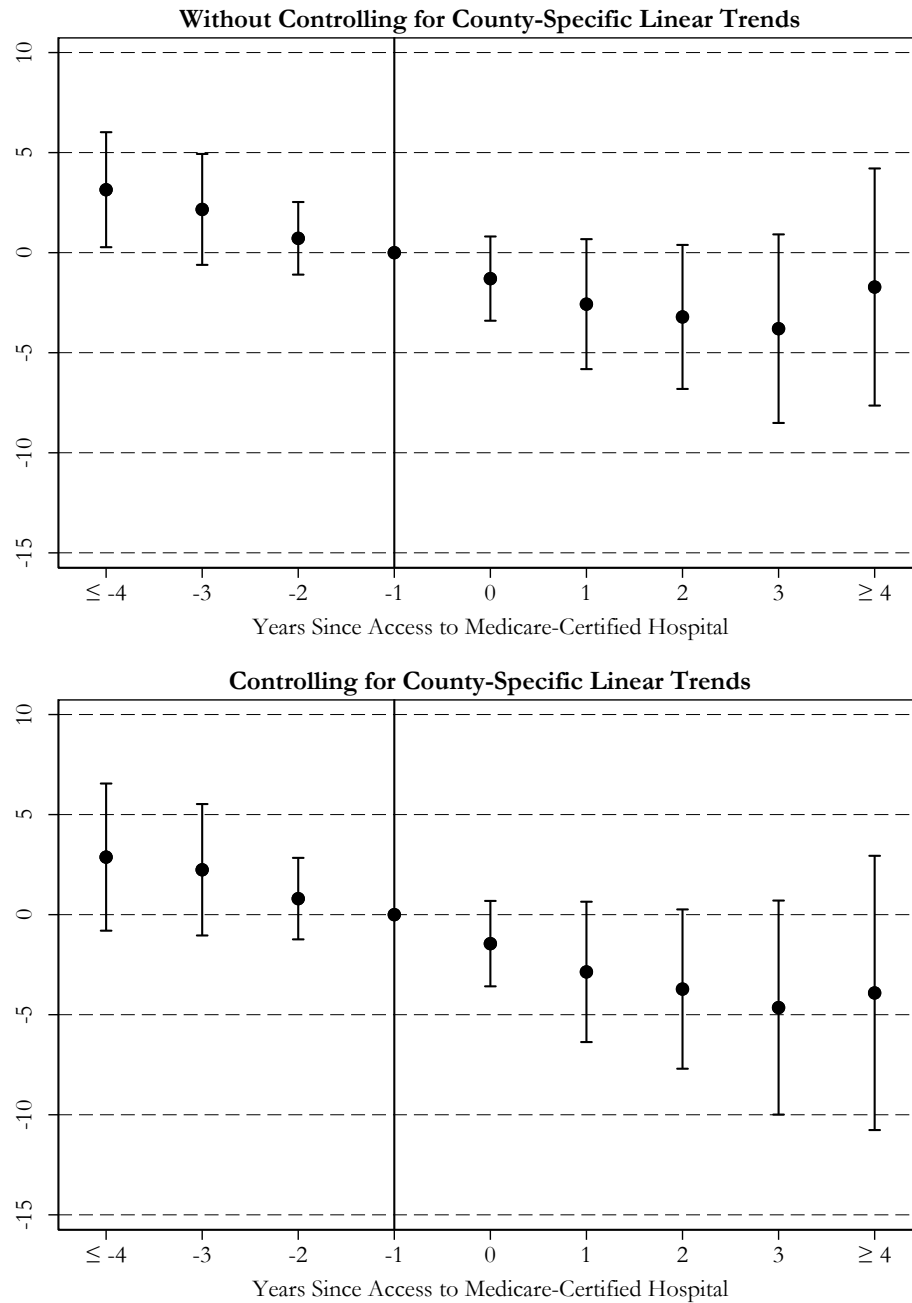 Without Controlling for County-Specific Linear Trends
10
5
0
-5
-10
-15
≤ -4 -3 -2 -1 0 1 2 3 ≥ 4
Years Since Access to Medicare-Certified Hospital
Controlling for County-Specific Linear Trends
10
5
0
-5
-10
-15
≤ -4 -3 -2 -1 0 1 2 3 ≥ 4
Years Since Access to Medicare-Certified Hospital